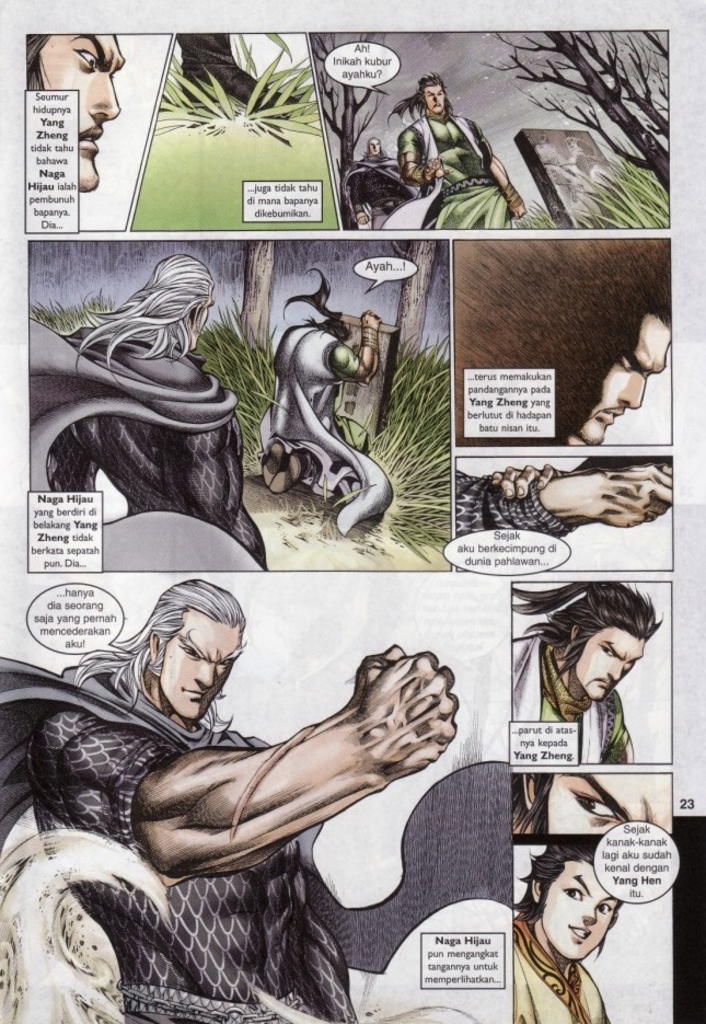 Seumur
hidupnya
Yang
Zheng
tidak tahu
bahawa
Naga
Hijau ialah
pembunuh
bapanya.
Dia...
...juga tidak tahu
di mana bapanya
dikebumikan.
Ah!
Inikah kubur
ayahku?
Ayah...!
Naga Hijau
yang berdiri di
belakang Yang
Zheng tidak
berkata sepatah
pun. Dia...
...terus memakukan
pandangannya pada
Yang Zheng yang
berlutut di hadapan
batu nisan itu.
Sejak
aku berkecimpung di
dunia pahlawan...
...hanya
dia seorang
saja yang pernah
mencederakan
aku!
Naga Hijau
pun mengangkat
tangannya untuk
memperlihatkan...
...parut di atas-
nya kepada
Yang Zheng.
Sejak
kanak-kanak
lagi aku sudah
kenal dengan
Yang Hen
itu.
23